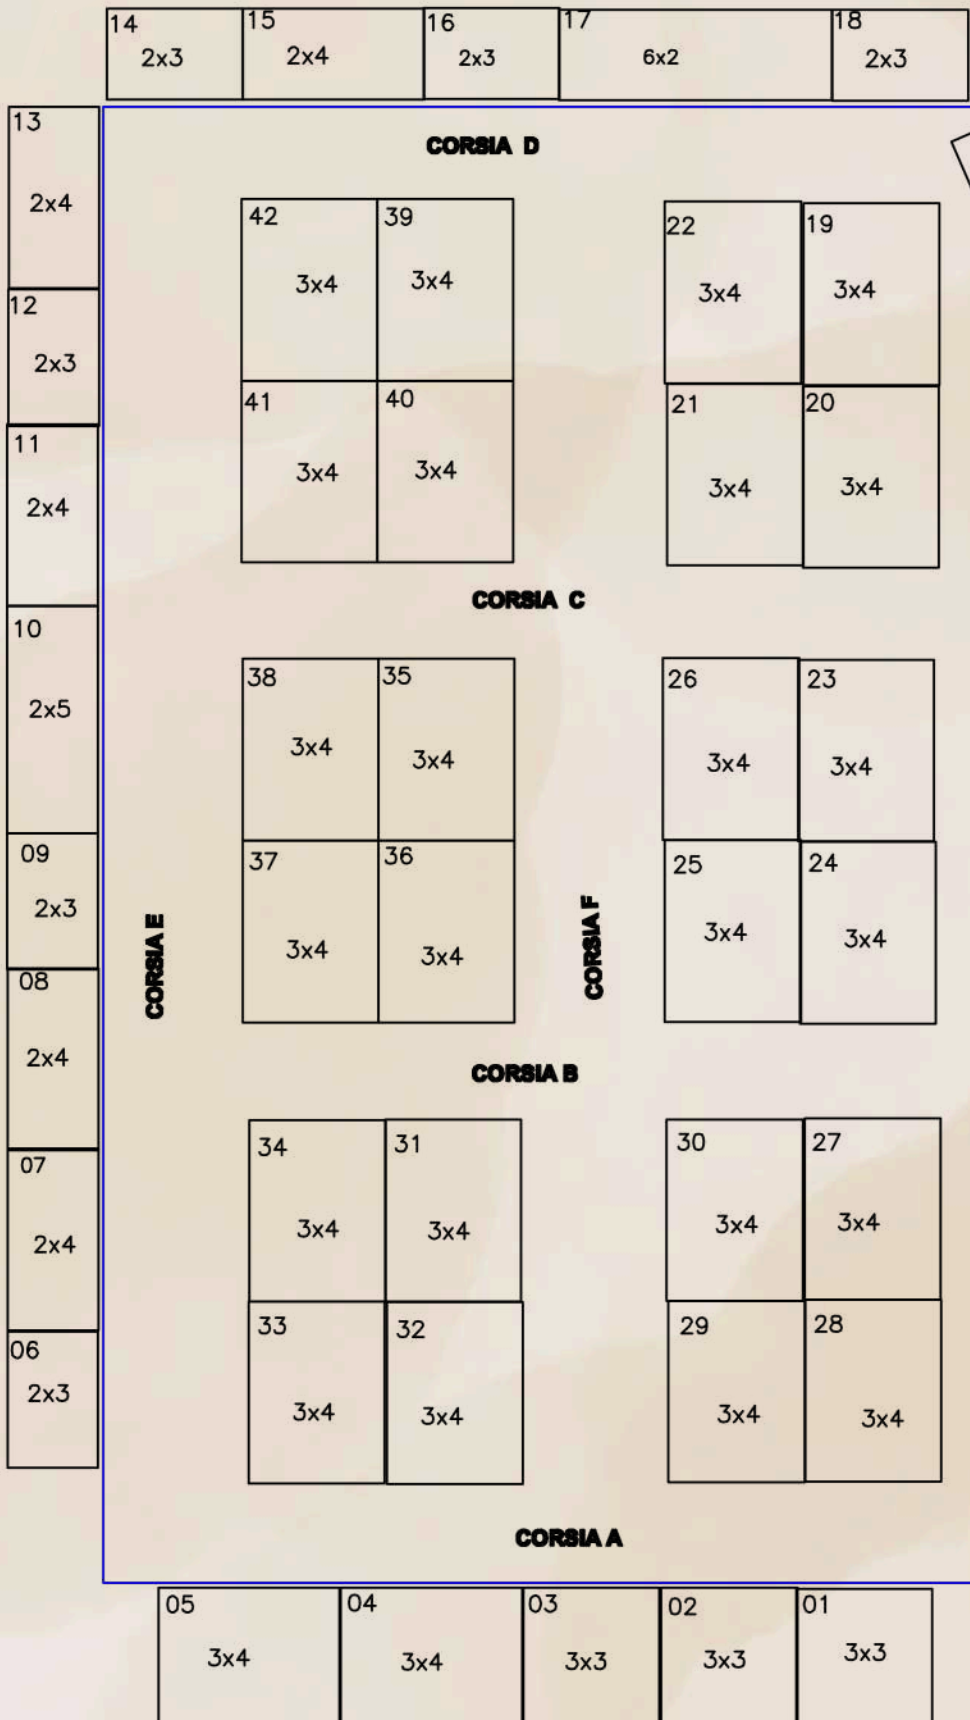 14 15 16 17 18
2x3 2x4 2x3 6x2 2x3
13
2x4
12
2x3
11
2x4
10
2x5
09
2x3
08
2x4
07
2x4
06
2x3
CORSIA D
42 39
3x4 3x4
41 40
3x4 3x4
22 19
3x4 3x4
21 20
3x4 3x4
CORSIA C
38 35
3x4 3x4
37 36
3x4 3x4
26 23
3x4 3x4
25 24
3x4 3x4
CORSIA E
CORSIA F
CORSIA B
34 31
3x4 3x4
33 32
3x4 3x4
30 27
3x4 3x4
29 28
3x4 3x4
CORSIA A
05 04 03 02 01
3x4 3x4 3x3 3x3 3x3